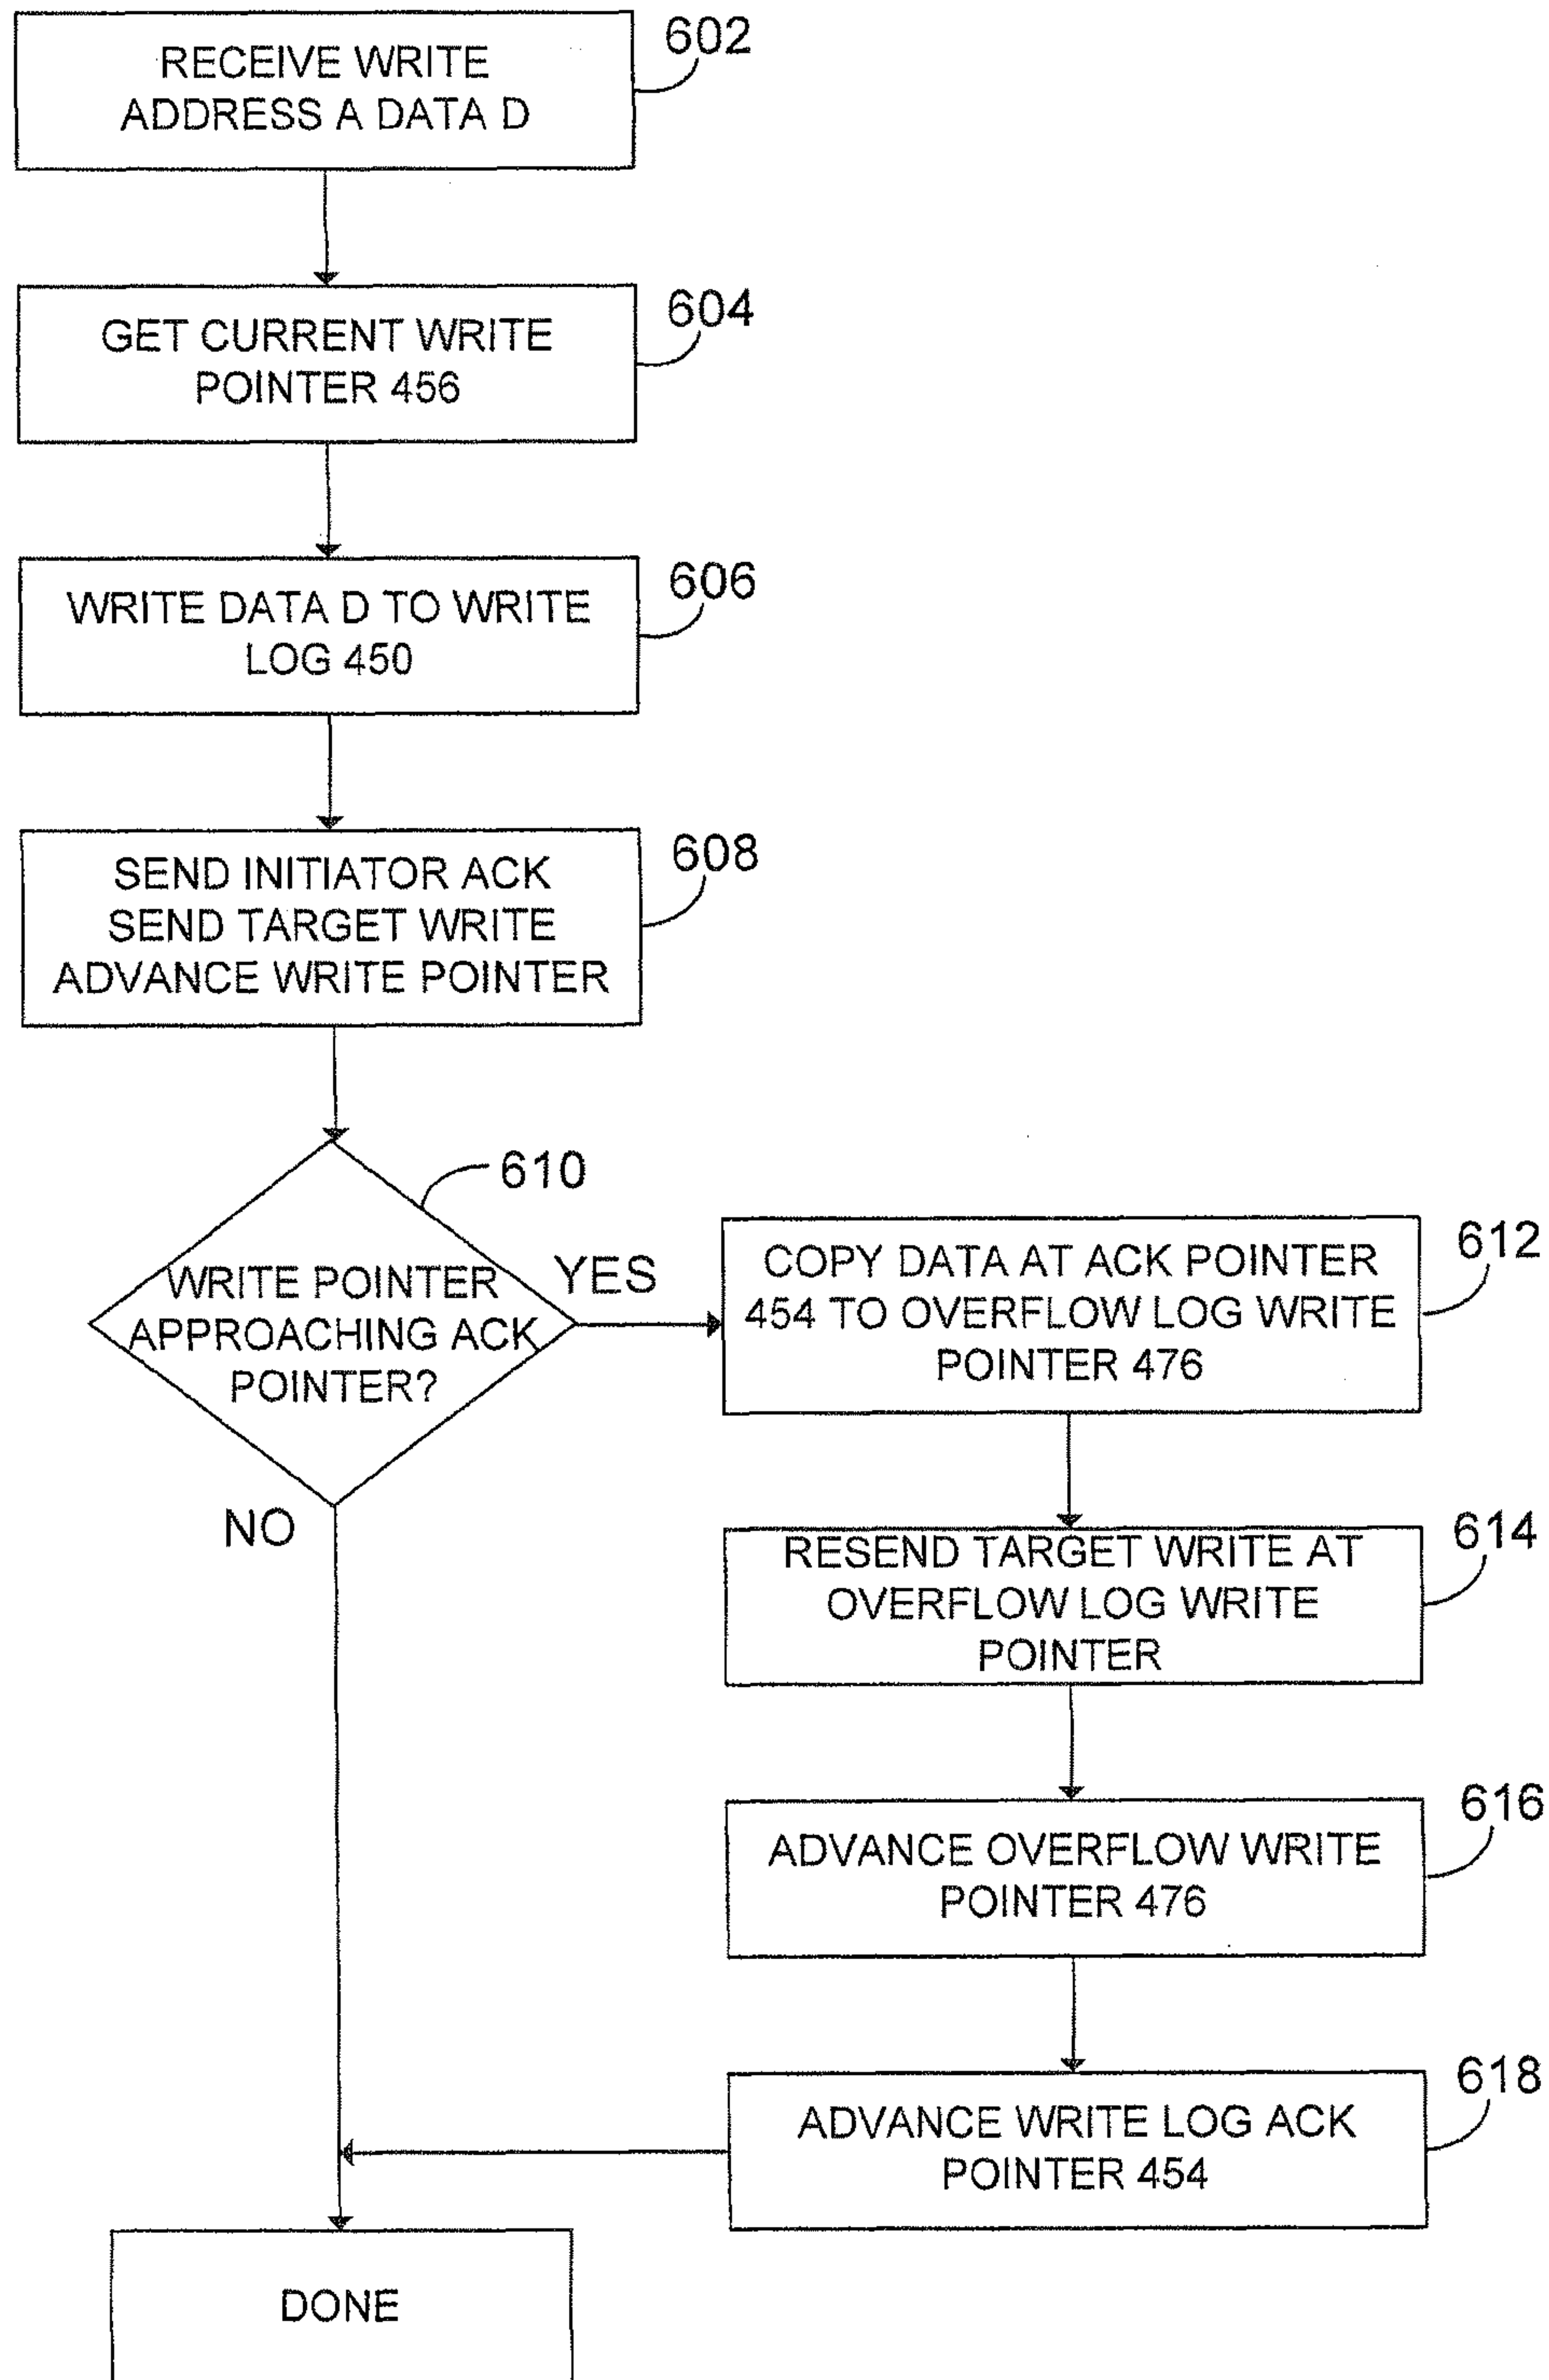 RECEIVE WRITE
ADDRESS A DATA D
602
GET CURRENT WRITE
POINTER 456
604
WRITE DATA D TO WRITE
LOG 450
606
SEND INITIATOR ACK
SEND TARGET WRITE
ADVANCE WRITE POINTER
608
610
WRITE POINTER
APPROACHING ACK
POINTER?
YES
NO
COPY DATA AT ACK POINTER
454 TO OVERFLOW LOG WRITE
POINTER 476
612
RESEND TARGET WRITE AT
OVERFLOW LOG WRITE
POINTER
614
ADVANCE OVERFLOW WRITE
POINTER 476
616
ADVANCE WRITE LOG ACK
POINTER 454
618
DONE